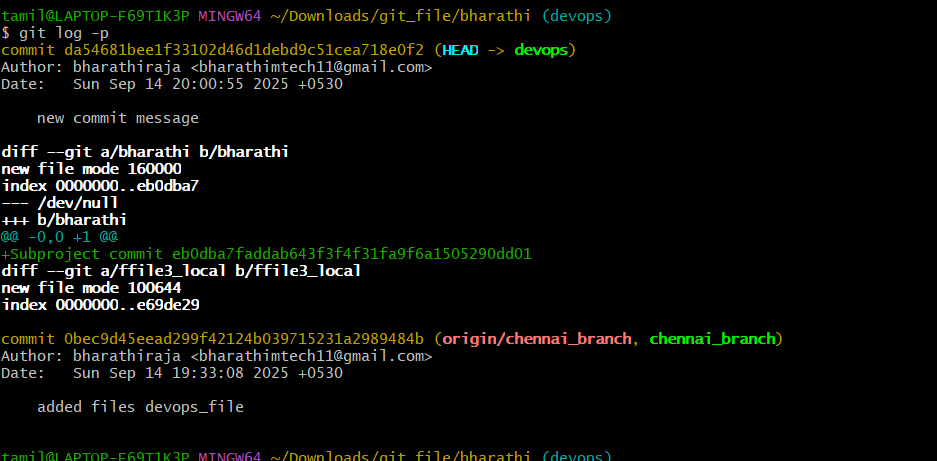 tamil@LAPTOP-F69T1K3P MINGW64 ~/Downloads/git_file/bharathi (devops)
$ git log -p
commit da54681bee1f33102d46d1debd9c51cea718e0f2 (HEAD -> devops)
Author: bharathiraja <bharathimtech11@gmail.com>
Date:   Sun Sep 14 20:00:55 2025 +0530
    new commit message
diff --git a/bharathi b/bharathi
new file mode 160000
index 0000000..eb0dba7
--- /dev/null
+++ b/bharathi
@@ -0,0 +1 @@
+Subproject commit eb0dba7faddab643f3f4f31fa9f6a1505290dd01
diff --git a/ffile3_local b/ffile3_local
new file mode 100644
index 0000000..e69de29
commit 0bec9d45eead299f42124b039715231a2989484b (origin/chennai_branch, chennai_branch)
Author: bharathiraja <bharathimtech11@gmail.com>
Date:   Sun Sep 14 19:33:08 2025 +0530
    added files devops_file
tamil@LAPTOP-F69T1K3P MINGW64 ~/Downloads/git_file/bharathi (devops)